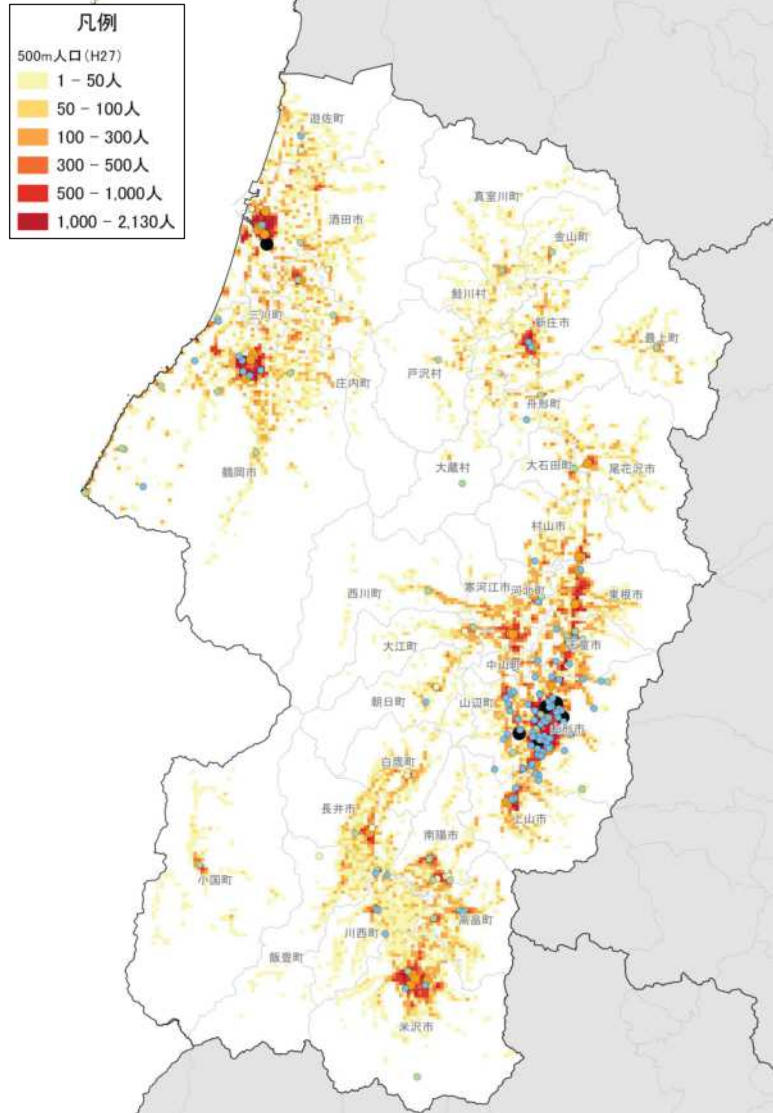 凡例
500m人口(H27)
1 - 50人
50 - 100人
100 - 300人
300 - 500人
500 - 1,000人
1,000 - 2,130人
遊佐町
真室川町
酒田市
金山町
鮭川村
三川町
新庄市
最上町
戸沢村
庄内町
舟形町
鶴岡市
大蔵村
大石田町
尾花沢市
村山市
西川町
寒河江市
河北町
東根市
大江町
天童市
中山町
朝日町
山辺町
山形市
白鷹町
長井市
上山市
南陽市
小国町
高畠町
川西町
飯豊町
米沢市